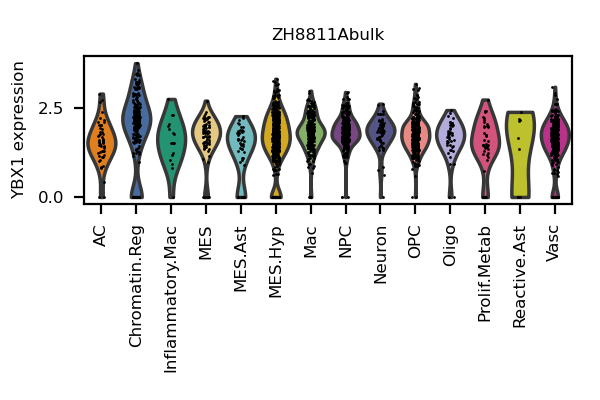 ZH8811Abulk
YBX1 expression
2.5
0.0
AC
Chromatin.Reg
Inflammatory.Mac
MES
MES.Ast
MES.Hyp
Mac
NPC
Neuron
OPC
Oligo
Prolif.Metab
Reactive.Ast
Vasc